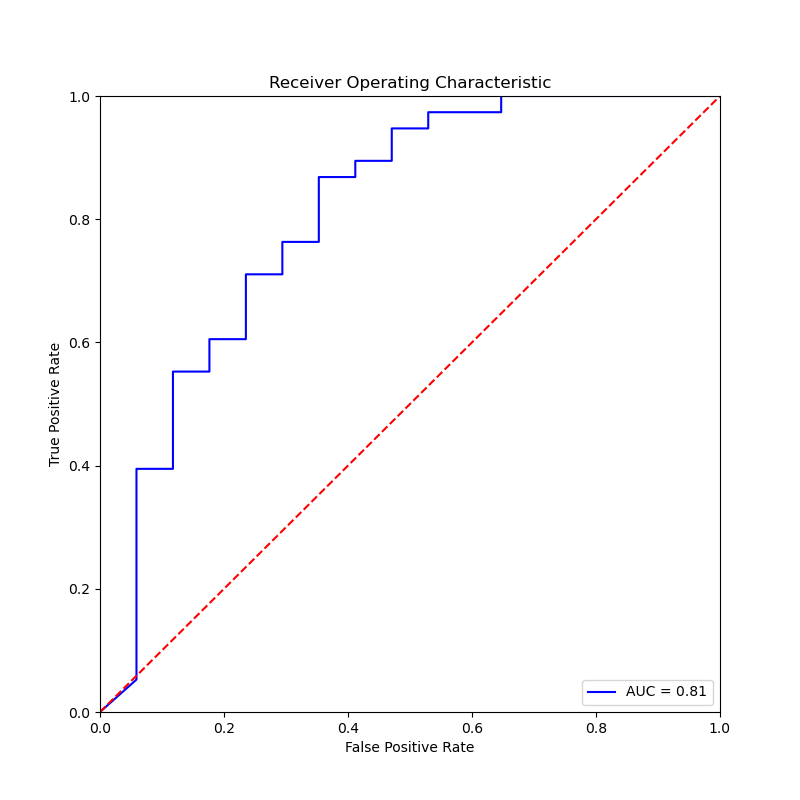 Receiver Operating Characteristic
1.0
0.8
0.6
0.4
0.2
0.0
True Positive Rate
AUC = 0.81
0.0 0.2 0.4 0.6 0.8 1.0
False Positive Rate